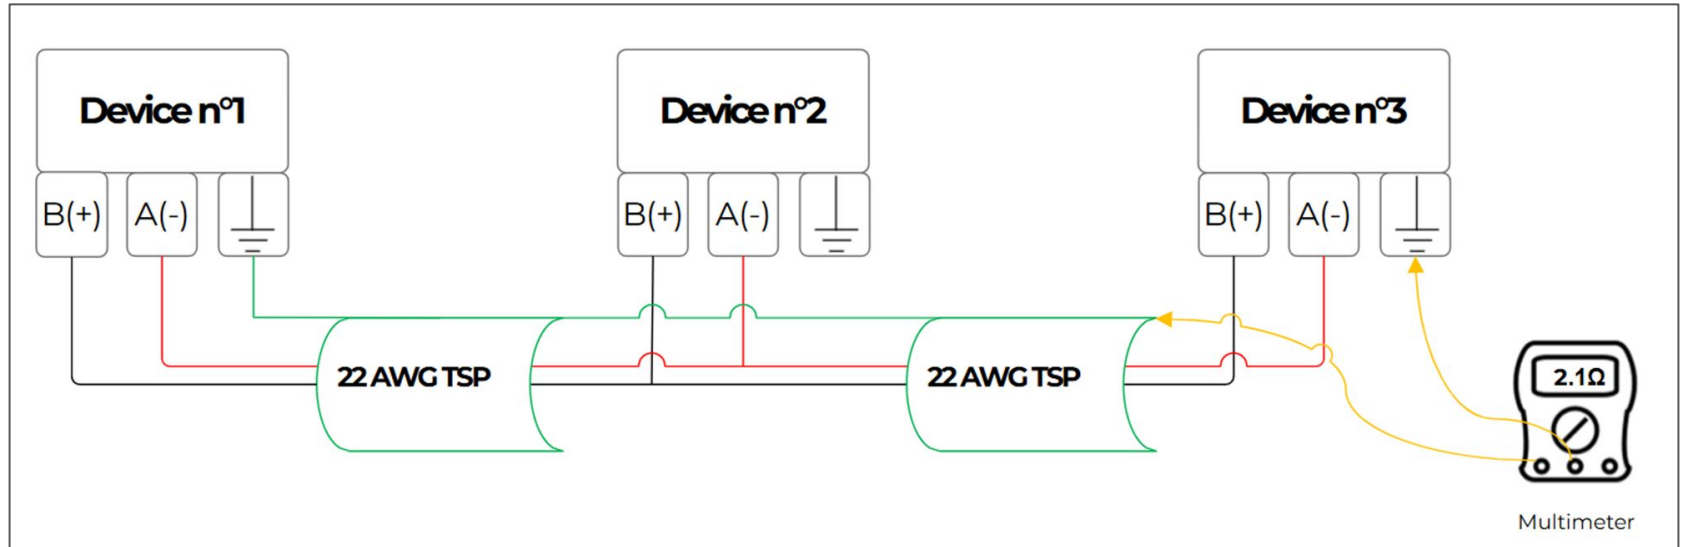 Device n°1
Device n°2
Device n°3
B(+)
A(-)
B(+)
A(-)
B(+)
A(-)
22 AWG TSP
22 AWG TSP
2.1Ω
Multimeter